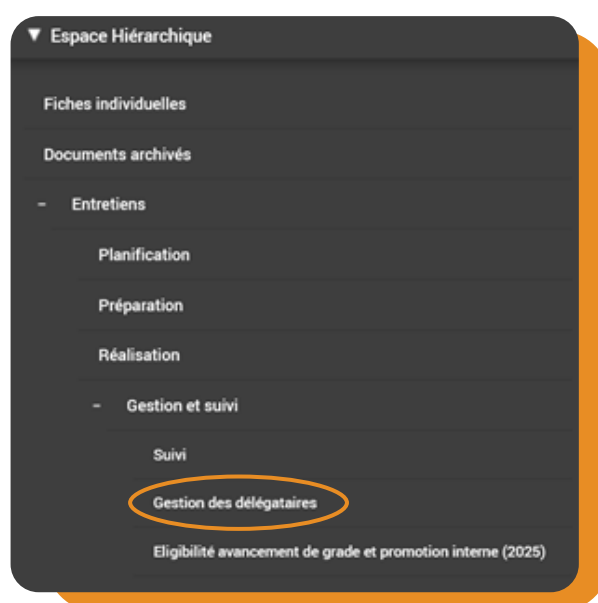 ▼ Espace Hiérarchique
Fiches individuelles
Documents archivés
− Entretiens
Planification
Préparation
Réalisation
− Gestion et suivi
Suivi
Gestion des délégataires
Eligibilité avancement de grade et promotion interne (2025)